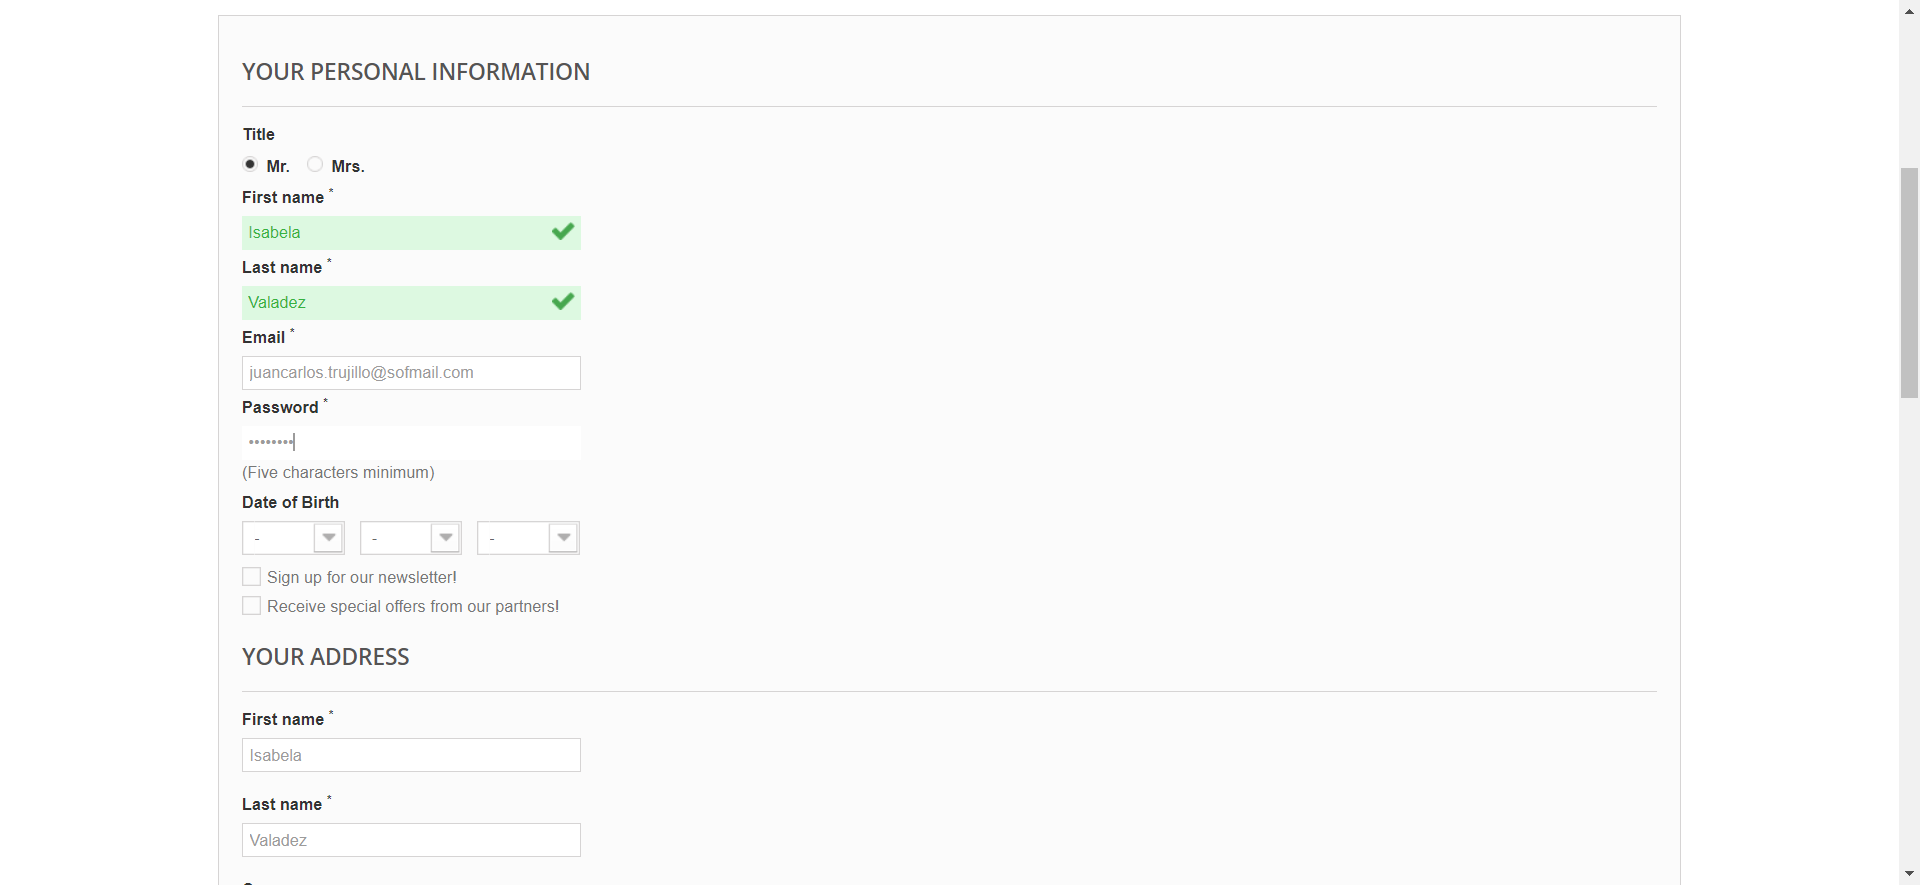 YOUR PERSONAL INFORMATION
Title
Mr. Mrs.
First name *
Isabela
Last name *
Valadez
Email *
juancarlos.trujillo@sofmail.com
Password *
••••••••
(Five characters minimum)
Date of Birth
- - -
Sign up for our newsletter!
Receive special offers from our partners!
YOUR ADDRESS
First name *
Isabela
Last name *
Valadez